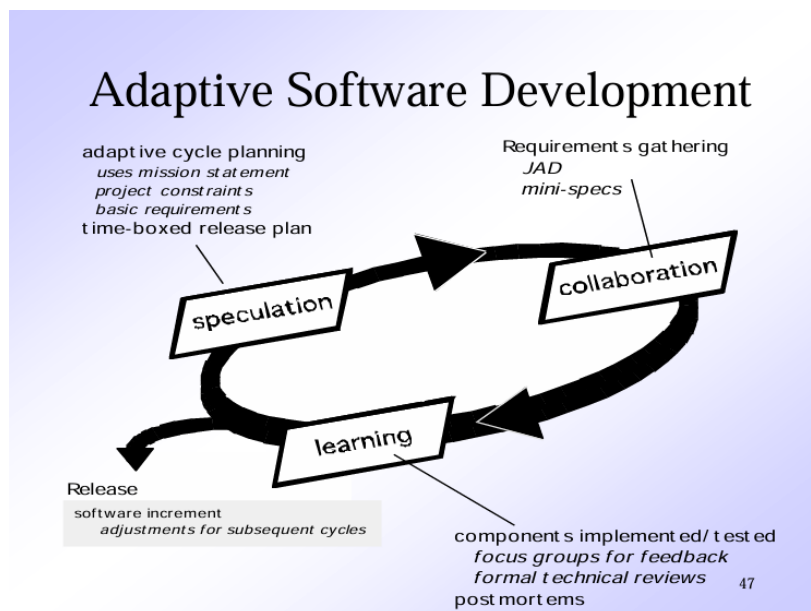 Adaptive Software Development
adaptive cycle planning
uses mission statement
project constraints
basic requirements
time-boxed release plan
Requirements gathering
JAD
mini-specs
speculation
collaboration
learning
Release
software increment
adjustments for subsequent cycles
components implemented/tested
focus groups for feedback
formal technical reviews
postmortems
47